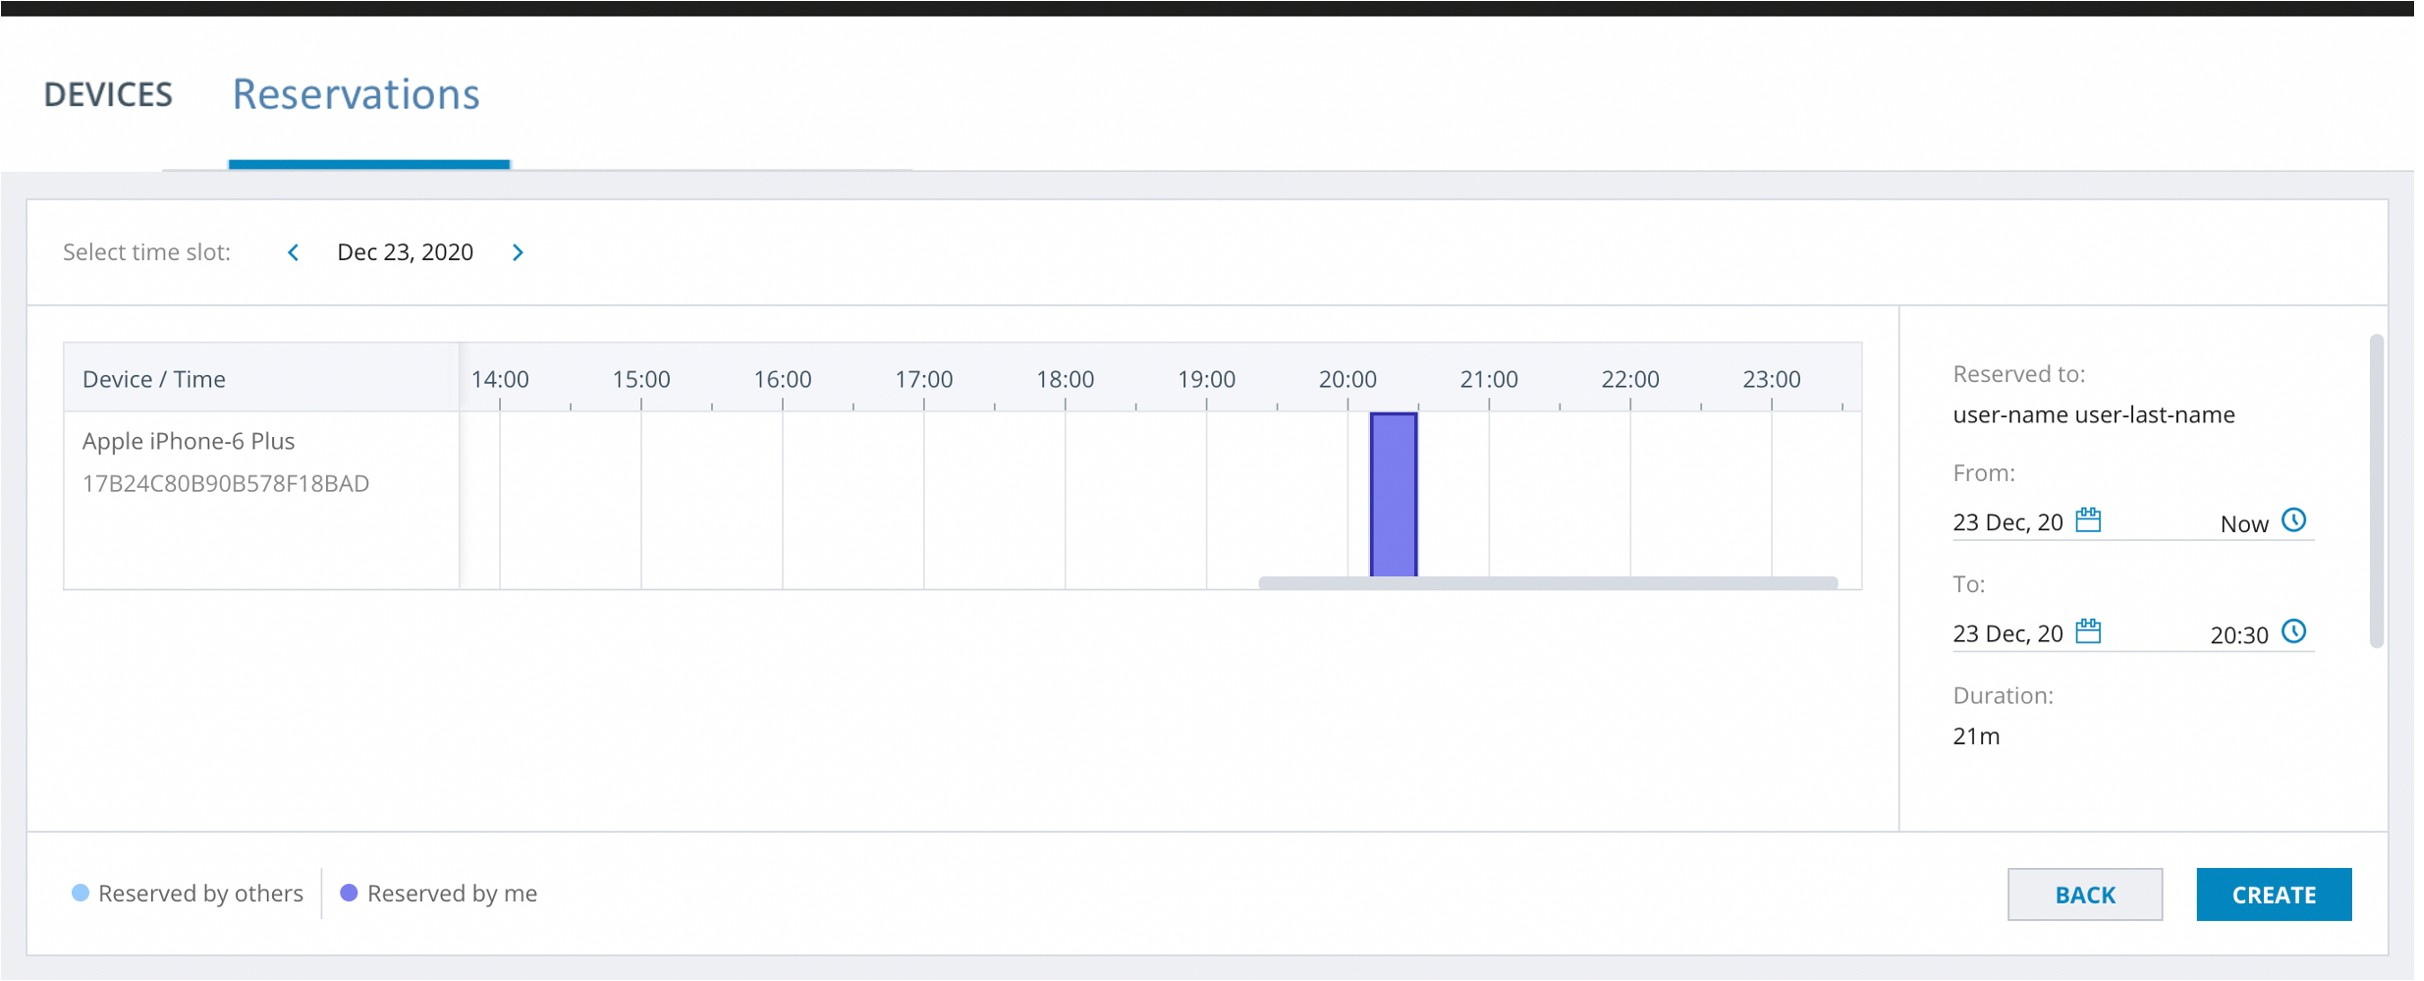 DEVICES Reservations
Select time slot: Dec 23, 2020
Device / Time 14:00 15:00 16:00 17:00 18:00 19:00 20:00 21:00 22:00 23:00
Apple iPhone-6 Plus
17B24C80B90B578F18BAD
Reserved to:
user-name user-last-name
From:
23 Dec, 20 Now
To:
23 Dec, 20 20:30
Duration:
21m
Reserved by others Reserved by me
BACK CREATE